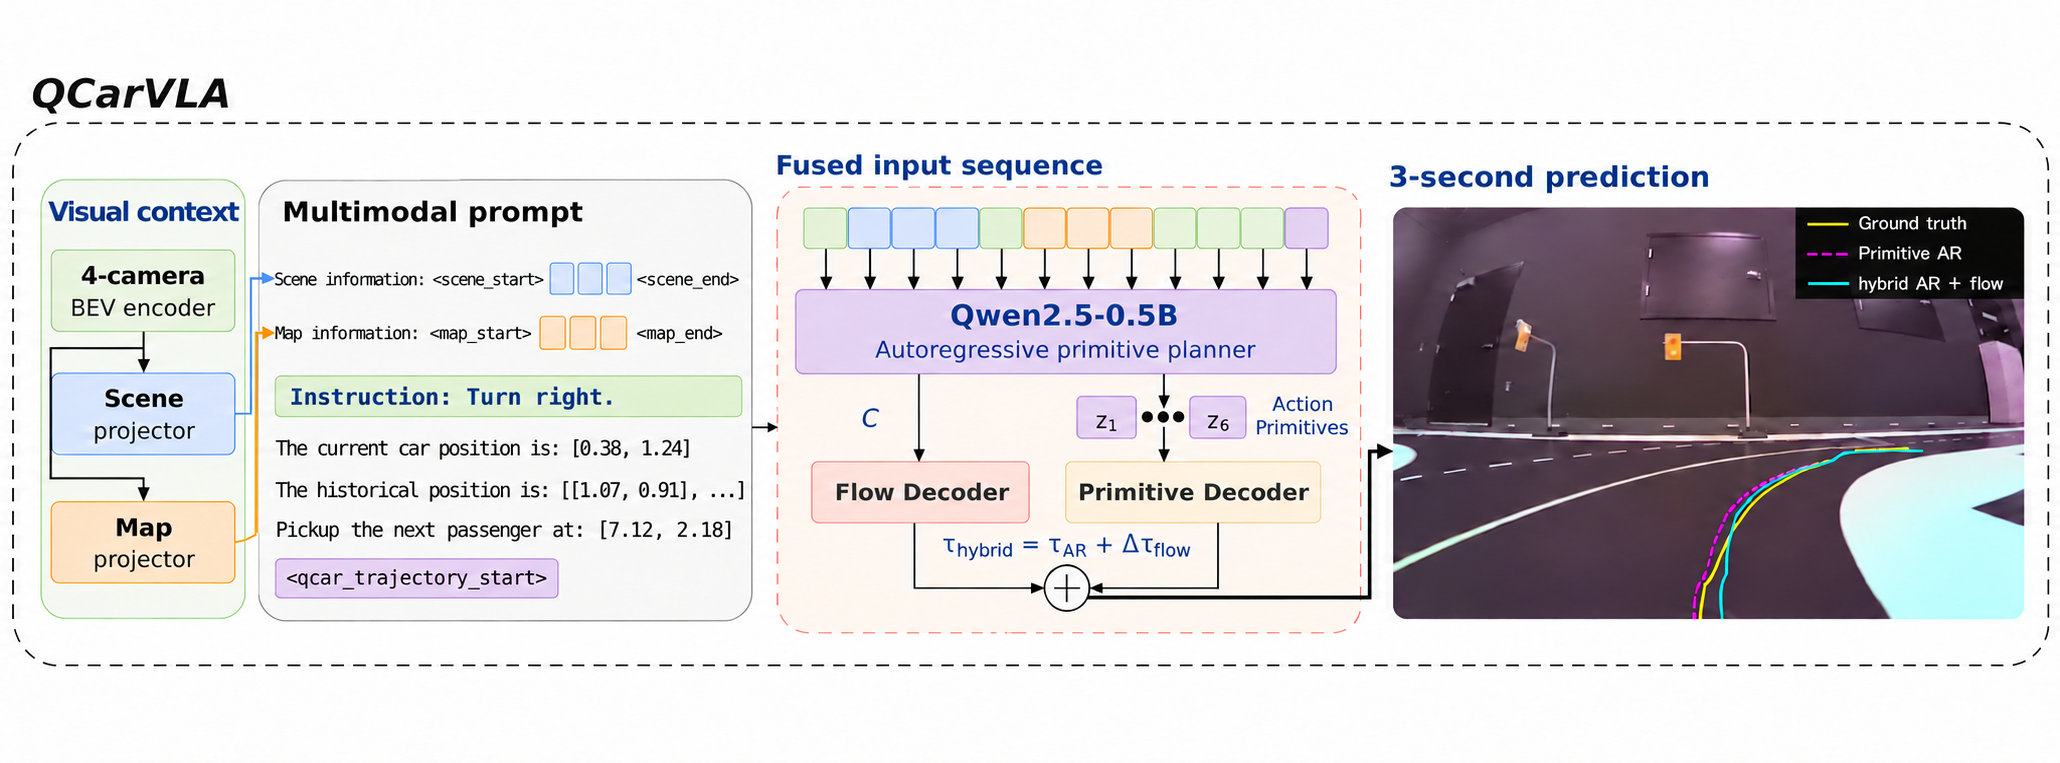 QCarVLA
Visual context
4-camera
BEV encoder
Scene
projector
Map
projector
Multimodal prompt
Scene information: <scene_start> <scene_end>
Map information: <map_start> <map_end>
Instruction: Turn right.
The current car position is: [0.38, 1.24]
The historical position is: [[1.07, 0.91], ...]
Pickup the next passenger at: [7.12, 2.18]
<qcar_trajectory_start>
Fused input sequence
Qwen2.5-0.5B
Autoregressive primitive planner
C
z₁ ••• z₆
Action
Primitives
Flow Decoder
Primitive Decoder
τ_hybrid = τ_AR + Δτ_flow
+
3-second prediction
Ground truth
Primitive AR
hybrid AR + flow